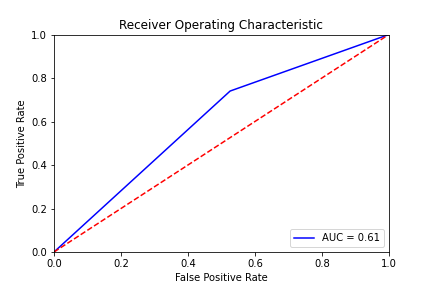 Receiver Operating Characteristic
True Positive Rate
1.0
0.8
0.6
0.4
0.2
0.0
AUC = 0.61
0.0 0.2 0.4 0.6 0.8 1.0
False Positive Rate